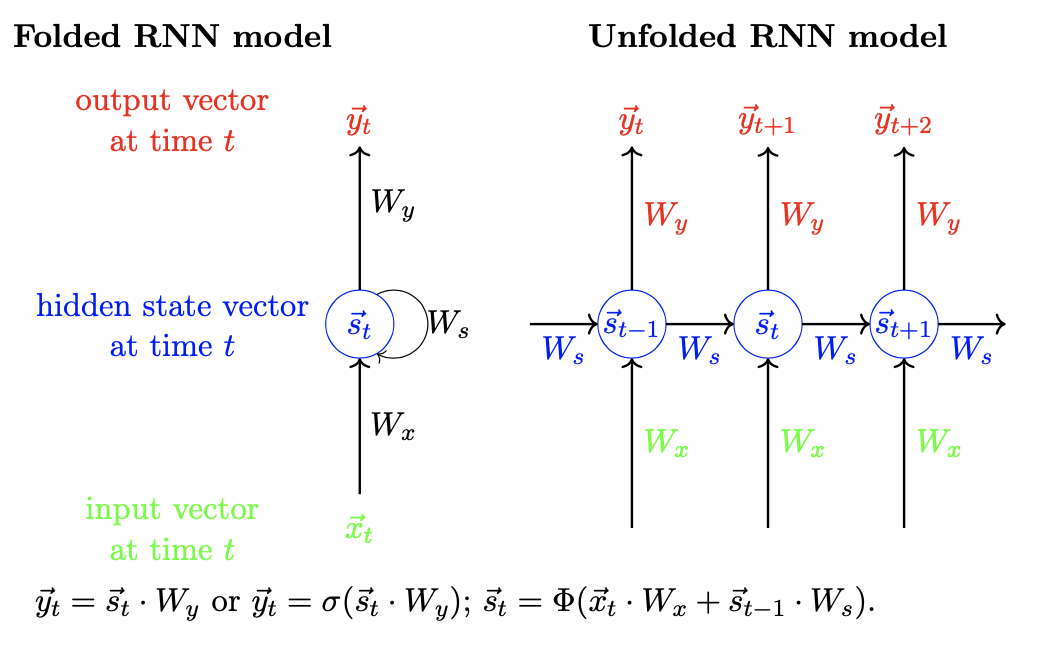 Folded RNN model
Unfolded RNN model
output vector
at time t
$\vec{y}_t$
$W_y$
hidden state vector
at time t
$\vec{s}_t$
$W_s$
$W_x$
input vector
at time t
$\vec{x}_t$
$\vec{y}_t$ $\vec{y}_{t+1}$ $\vec{y}_{t+2}$
$W_y$ $W_y$ $W_y$
$\vec{s}_{t-1}$ $\vec{s}_t$ $\vec{s}_{t+1}$
$W_s$ $W_s$ $W_s$ $W_s$
$W_x$ $W_x$ $W_x$
$\vec{y}_t = \vec{s}_t \cdot W_y$ or $\vec{y}_t = \sigma(\vec{s}_t \cdot W_y)$; $\vec{s}_t = \Phi(\vec{x}_t \cdot W_x + \vec{s}_{t-1} \cdot W_s)$.